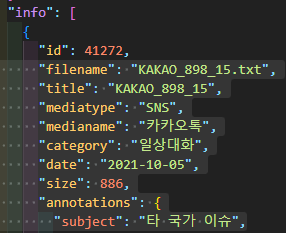 "info": [
{
"id": 41272,
"filename": "KAKAO_898_15.txt",
"title": "KAKAO_898_15",
"mediatype": "SNS",
"medianame": "카카오톡",
"category": "일상대화",
"date": "2021-10-05",
"size": 886,
"annotations": {
"subject": "타 국가 이슈",